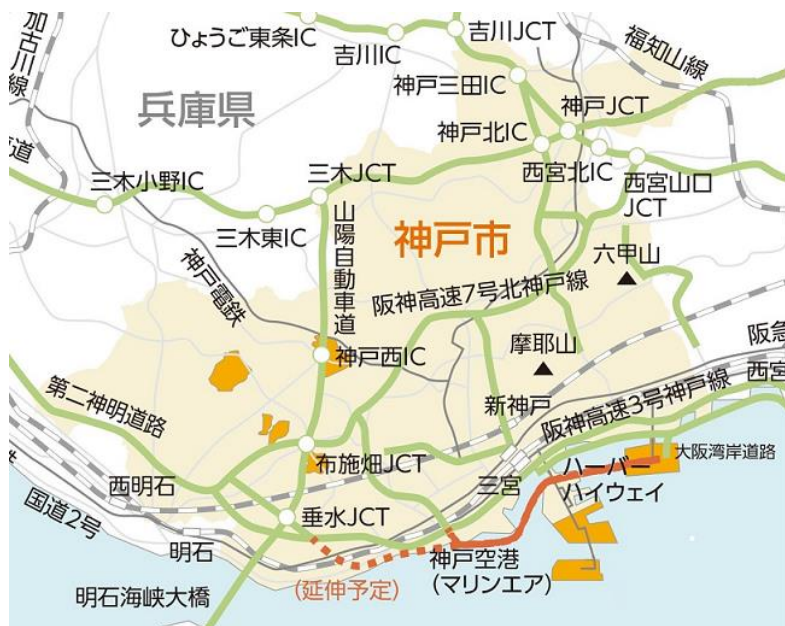 加古川線
ひょうご東条IC
吉川IC
吉川JCT
福知山線
神戸三田IC
兵庫県
神戸JCT
神戸北IC
道
三木小野IC
三木JCT
西宮北IC
西宮山口
JCT
三木東IC
山陽自動車道
神戸市
六甲山
神戸電鉄
阪神高速7号北神戸線
神戸西IC
摩耶山
阪急
西宮
第二神明道路
新神戸
阪神高速3号神戸線
布施畑JCT
大阪湾岸道路
西明石
三宮
ハーバー
ハイウェイ
国道2号
垂水JCT
明石
神戸空港
(マリンエア)
(延伸予定)
明石海峡大橋